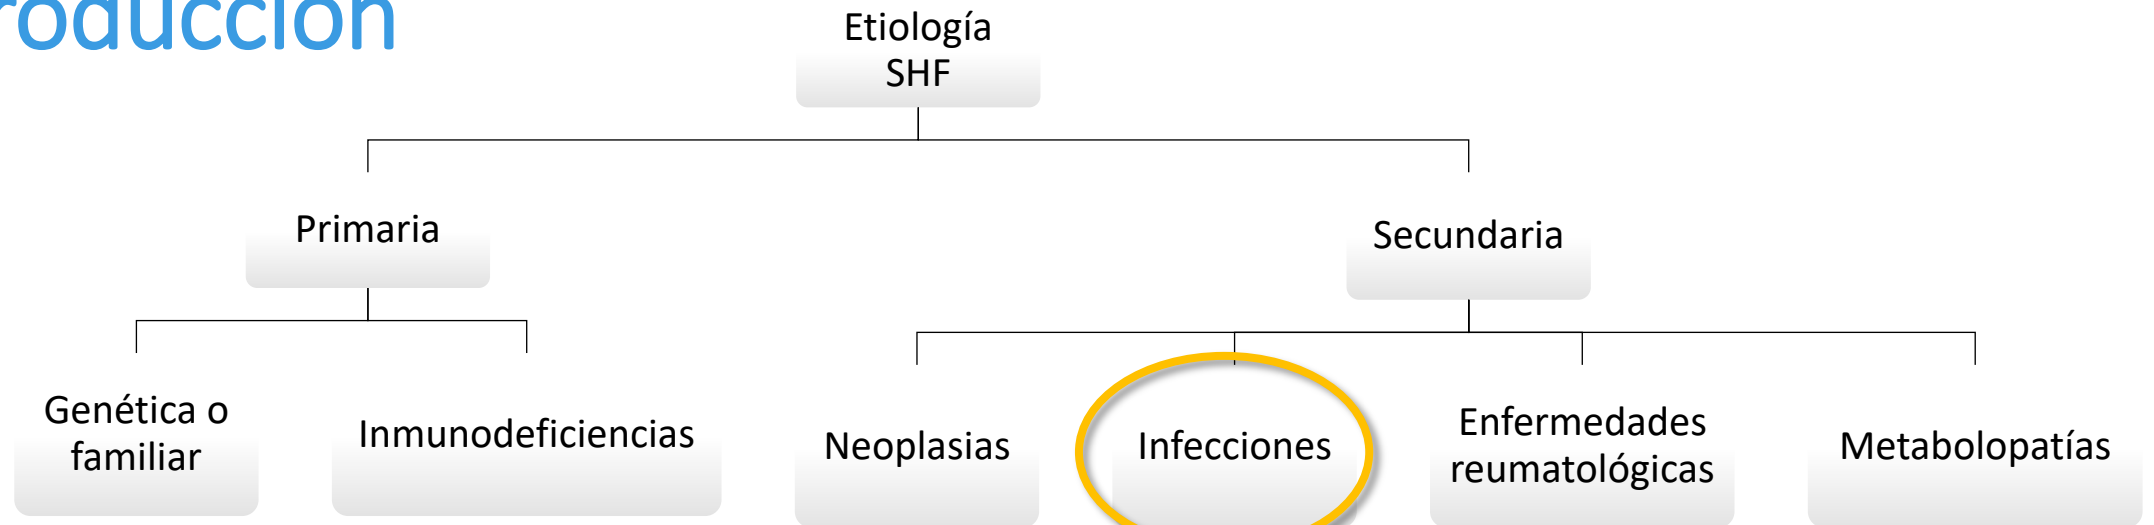 roducción
Etiología
SHF
Primaria
Secundaria
Genética o
familiar
Inmunodeficiencias
Neoplasias
Infecciones
Enfermedades
reumatológicas
Metabolopatías